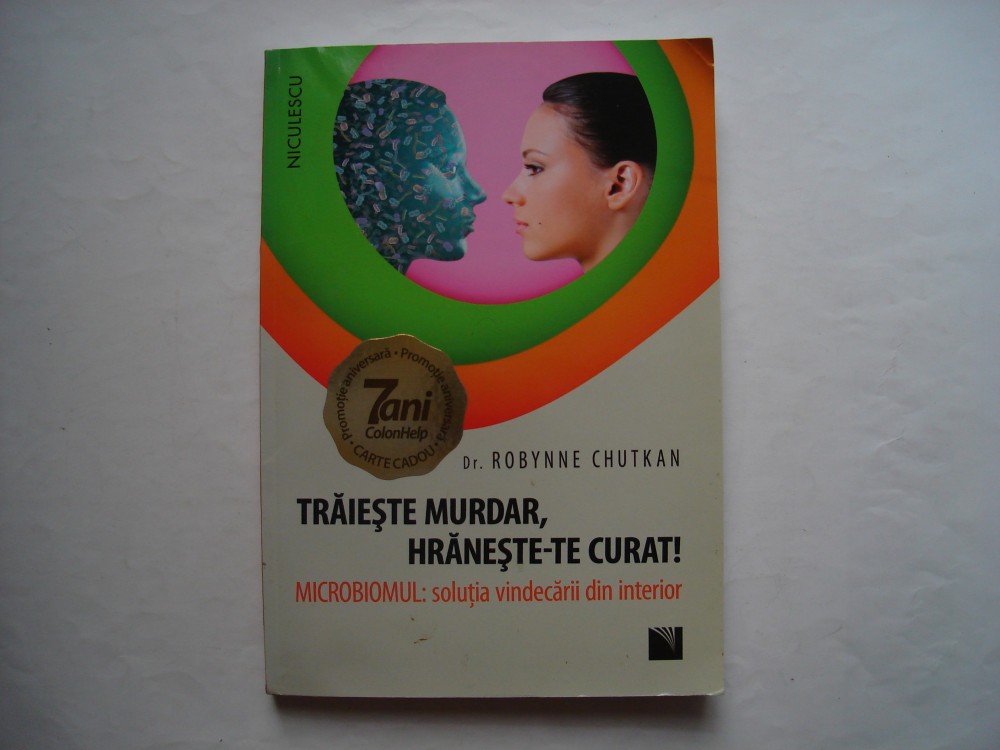 NICULESCU
Promoție aniversară • Promoție aniversară •
7ani
ColonHelp
CARTE CADOU
Dr. ROBYNNE CHUTKAN
TRĂIEȘTE MURDAR,
HRĂNEȘTE-TE CURAT!
MICROBIOMUL: soluția vindecării din interior